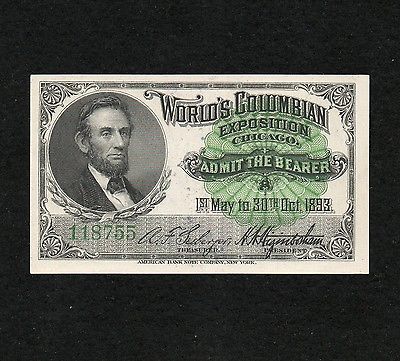 WORLD'S COLUMBIAN
EXPOSITION
CHICAGO.
ADMIT THE BEARER
1ST May to 30TH Oct. 1893.
118755
TREASURER.
PRESIDENT
AMERICAN BANK NOTE COMPANY, NEW YORK.